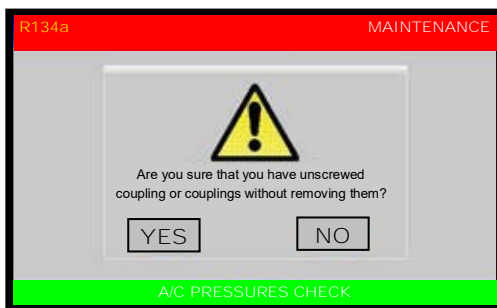 R134a MAINTENANCE
Are you sure that you have unscrewed
coupling or couplings without removing them?
YES NO
A/C PRESSURES CHECK